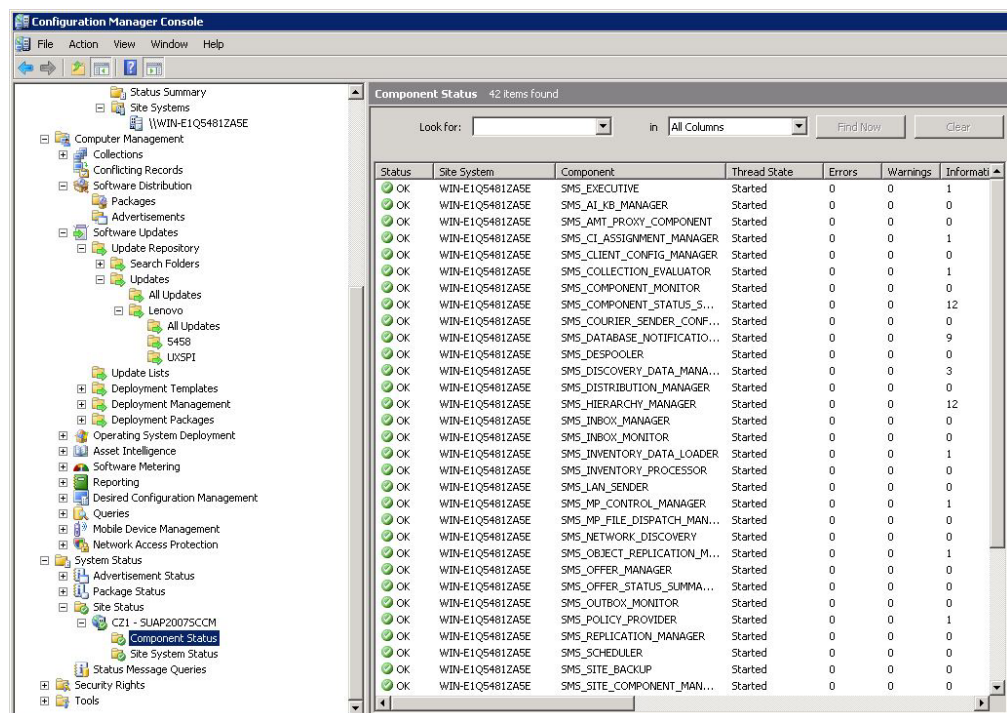 Configuration Manager Console
File Action View Window Help
Status Summary
Site Systems
\\WIN-E1Q5481ZA5E
Computer Management
Collections
Conflicting Records
Software Distribution
Packages
Advertisements
Software Updates
Update Repository
Search Folders
Updates
All Updates
Lenovo
All Updates
5458
UXSPI
Update Lists
Deployment Templates
Deployment Management
Deployment Packages
Operating System Deployment
Asset Intelligence
Software Metering
Reporting
Desired Configuration Management
Queries
Mobile Device Management
Network Access Protection
System Status
Advertisement Status
Package Status
Site Status
CZ1 - SUAP2007SCCM
Component Status
Site System Status
Status Message Queries
Security Rights
Tools
Component Status 42 items found
Look for: in All Columns Find Now Clear
Status Site System Component Thread State Errors Warnings Informati
OK WIN-E1Q5481ZA5E SMS_EXECUTIVE Started 0 0 1
OK WIN-E1Q5481ZA5E SMS_AI_KB_MANAGER Started 0 0 0
OK WIN-E1Q5481ZA5E SMS_AMT_PROXY_COMPONENT Started 0 0 0
OK WIN-E1Q5481ZA5E SMS_CI_ASSIGNMENT_MANAGER Started 0 0 1
OK WIN-E1Q5481ZA5E SMS_CLIENT_CONFIG_MANAGER Started 0 0 0
OK WIN-E1Q5481ZA5E SMS_COLLECTION_EVALUATOR Started 0 0 1
OK WIN-E1Q5481ZA5E SMS_COMPONENT_MONITOR Started 0 0 0
OK WIN-E1Q5481ZA5E SMS_COMPONENT_STATUS_S... Started 0 0 12
OK WIN-E1Q5481ZA5E SMS_COURIER_SENDER_CONF... Started 0 0 0
OK WIN-E1Q5481ZA5E SMS_DATABASE_NOTIFICATIO... Started 0 0 9
OK WIN-E1Q5481ZA5E SMS_DESPOOLER Started 0 0 0
OK WIN-E1Q5481ZA5E SMS_DISCOVERY_DATA_MANA... Started 0 0 3
OK WIN-E1Q5481ZA5E SMS_DISTRIBUTION_MANAGER Started 0 0 0
OK WIN-E1Q5481ZA5E SMS_HIERARCHY_MANAGER Started 0 0 12
OK WIN-E1Q5481ZA5E SMS_INBOX_MANAGER Started 0 0 0
OK WIN-E1Q5481ZA5E SMS_INBOX_MONITOR Started 0 0 0
OK WIN-E1Q5481ZA5E SMS_INVENTORY_DATA_LOADER Started 0 0 1
OK WIN-E1Q5481ZA5E SMS_INVENTORY_PROCESSOR Started 0 0 0
OK WIN-E1Q5481ZA5E SMS_LAN_SENDER Started 0 0 0
OK WIN-E1Q5481ZA5E SMS_MP_CONTROL_MANAGER Started 0 0 1
OK WIN-E1Q5481ZA5E SMS_MP_FILE_DISPATCH_MAN... Started 0 0 0
OK WIN-E1Q5481ZA5E SMS_NETWORK_DISCOVERY Started 0 0 0
OK WIN-E1Q5481ZA5E SMS_OBJECT_REPLICATION_M... Started 0 0 1
OK WIN-E1Q5481ZA5E SMS_OFFER_MANAGER Started 0 0 0
OK WIN-E1Q5481ZA5E SMS_OFFER_STATUS_SUMMA... Started 0 0 0
OK WIN-E1Q5481ZA5E SMS_OUTBOX_MONITOR Started 0 0 0
OK WIN-E1Q5481ZA5E SMS_POLICY_PROVIDER Started 0 0 1
OK WIN-E1Q5481ZA5E SMS_REPLICATION_MANAGER Started 0 0 0
OK WIN-E1Q5481ZA5E SMS_SCHEDULER Started 0 0 0
OK WIN-E1Q5481ZA5E SMS_SITE_BACKUP Started 0 0 0
OK WIN-E1Q5481ZA5E SMS_SITE_COMPONENT_MAN... Started 0 0 0